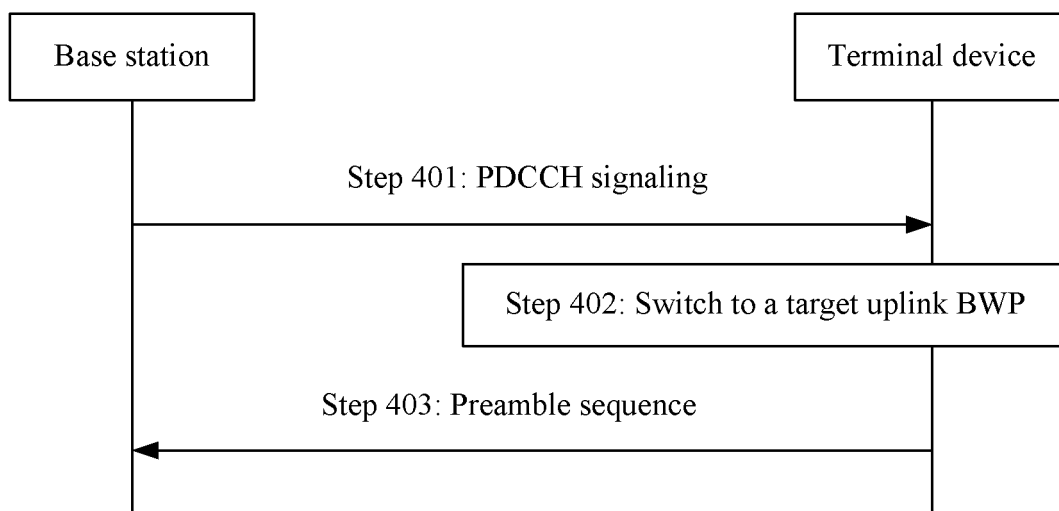 Base station
Terminal device
Step 401: PDCCH signaling
Step 402: Switch to a target uplink BWP
Step 403: Preamble sequence